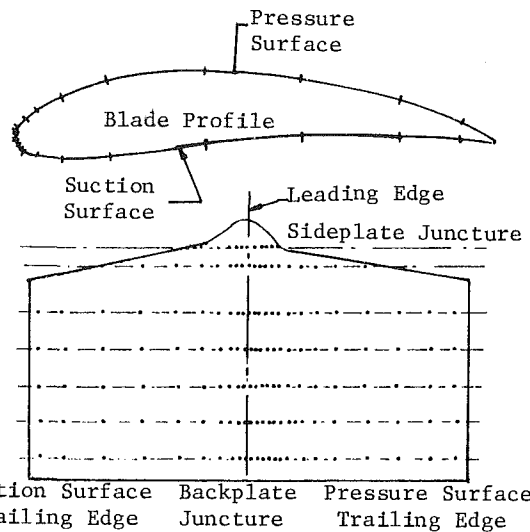 Pressure
Surface
Blade Profile
Suction
Surface
Leading Edge
Sideplate Juncture
tion Surface Backplate Pressure Surface
ailing Edge Juncture Trailing Edge